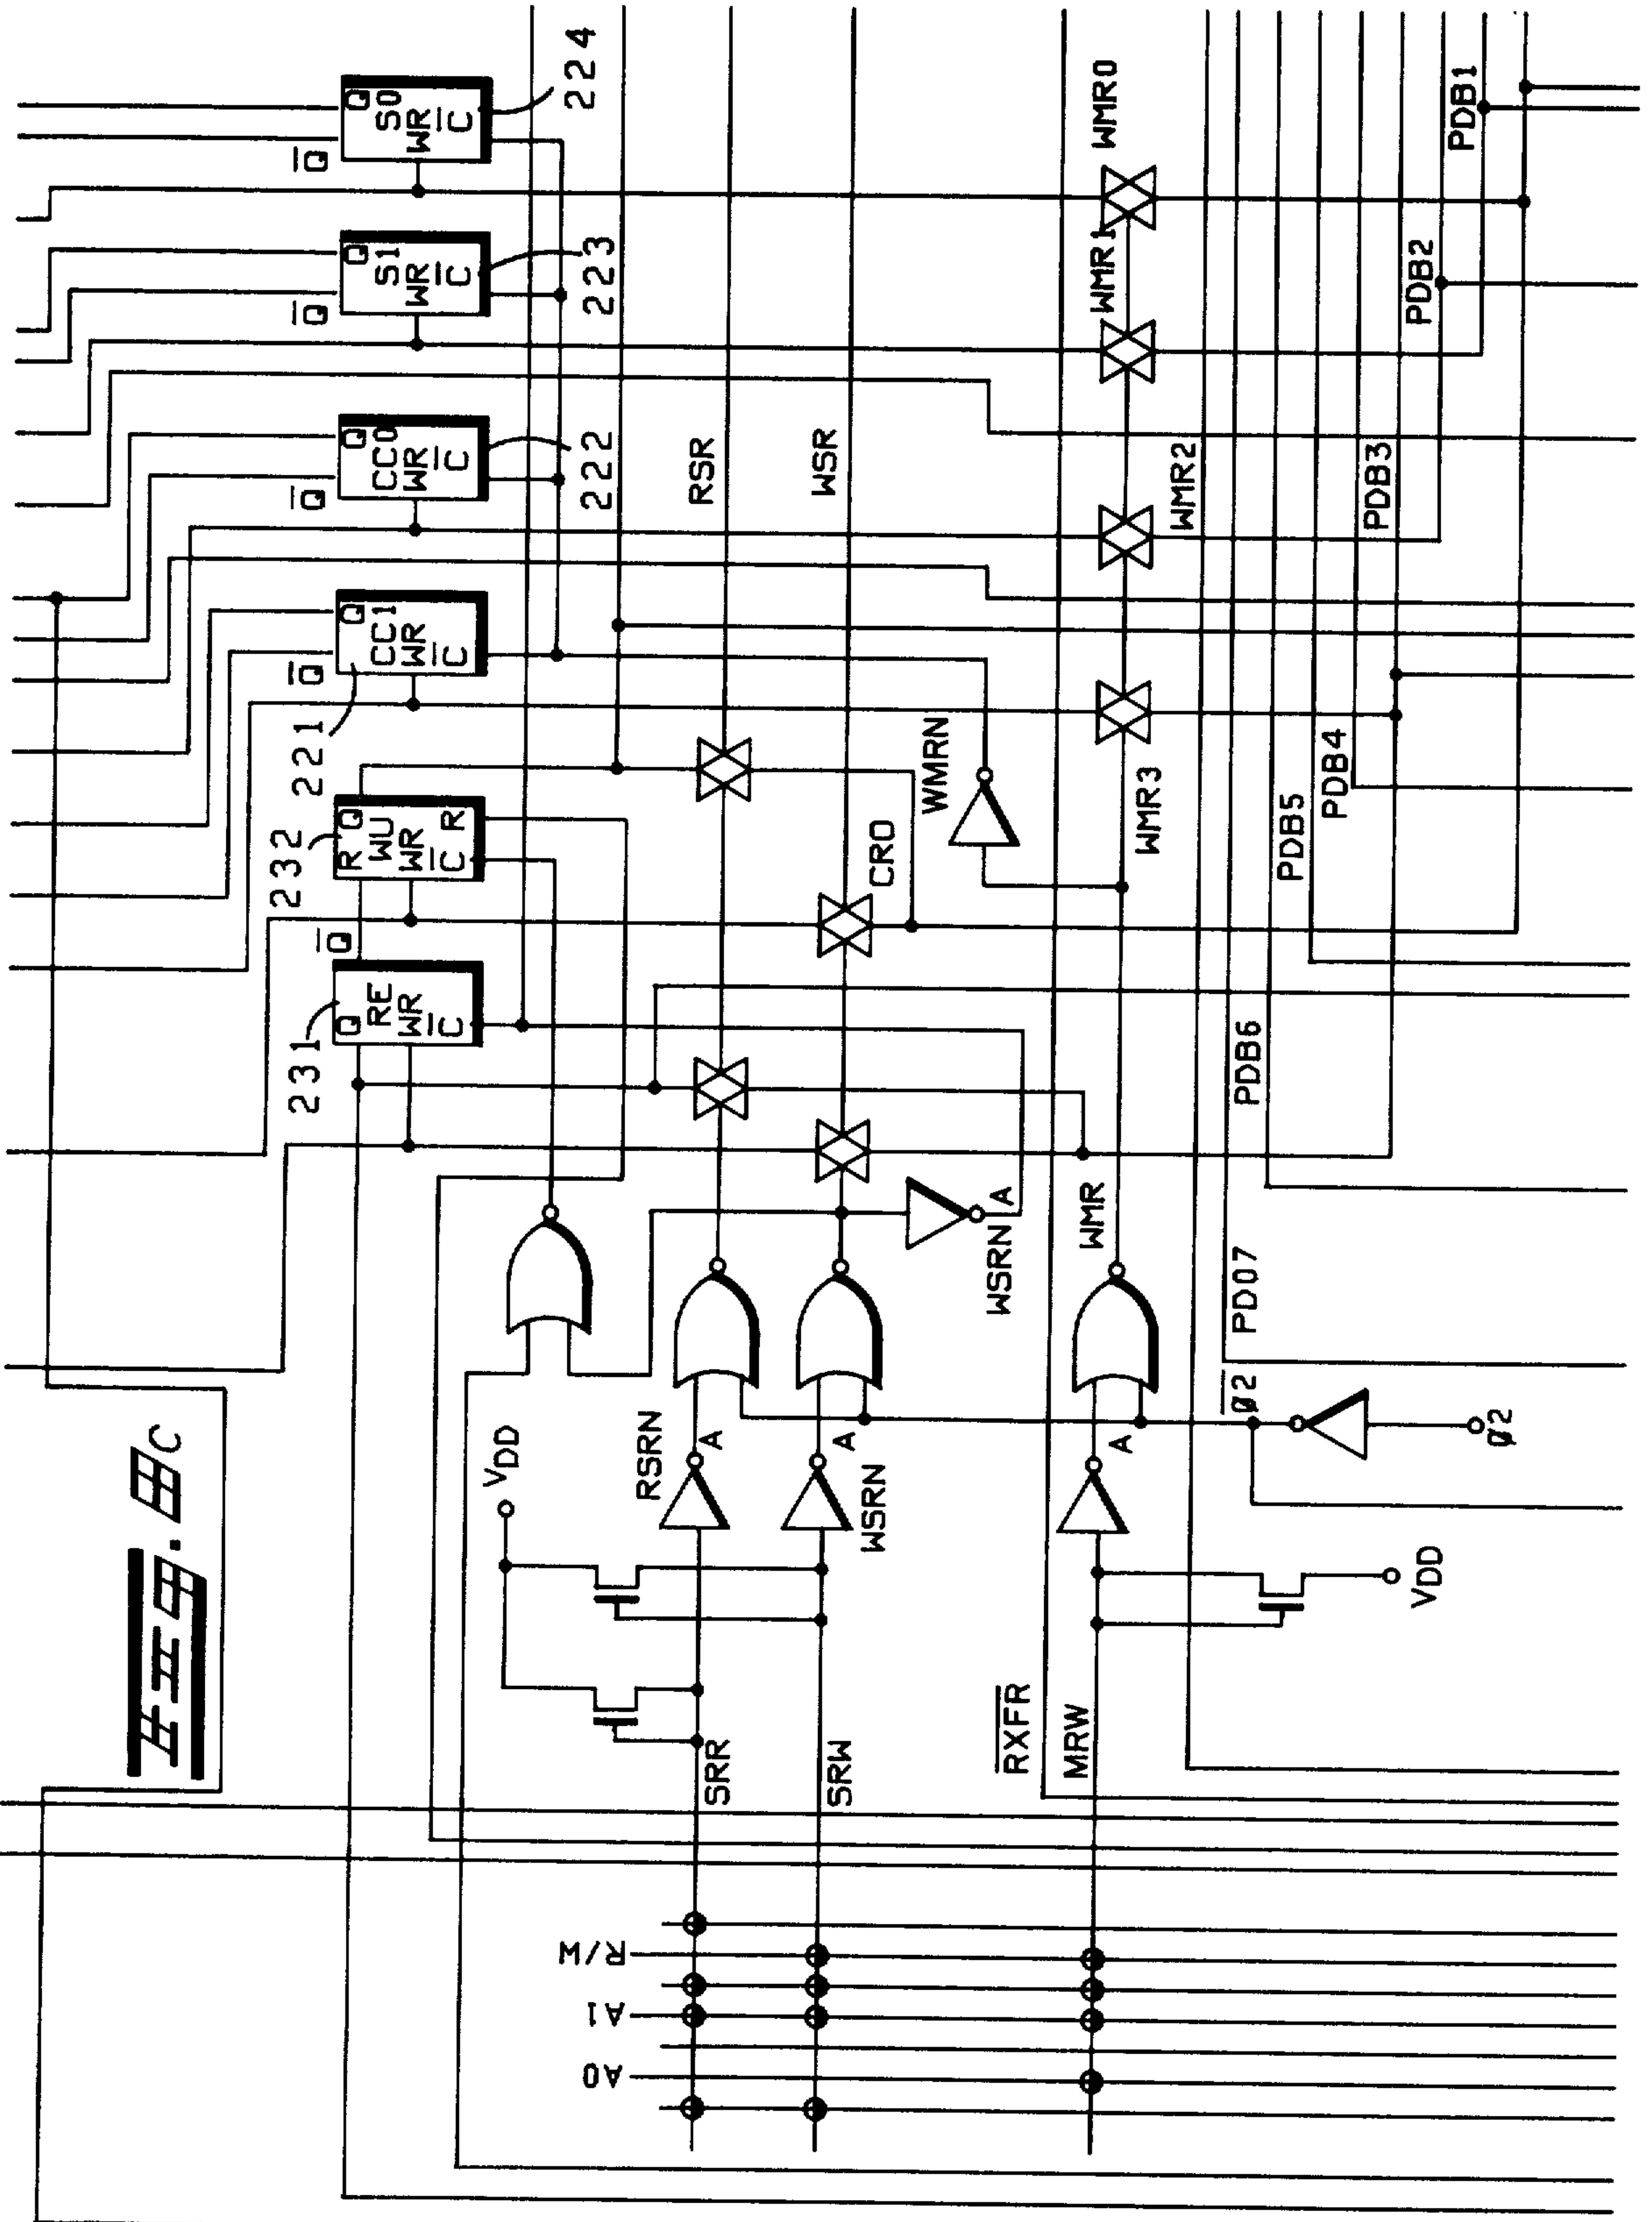 FIG. 8C
Q
S0
WR
C̅
Q̅
224
Q
S1
WR
C̅
Q̅
223
Q
CC0
WR
C̅
Q̅
222
Q
CC1
WR
C̅
Q̅
221
R Q
WU
WR
C̅ R
232
Q̅
Q
RE
WR
C̅
231
RSR
WSR
WMR0
WMR1
WMR2
WMR3
WMRN
CR0
PDB1
PDB2
PDB3
PDB4
PDB5
PDB6
PD07
WSRN
A
WMR
Ø2̅
Ø2
VDD
RSRN
A
A
WSRN
A
VDD
SRR
SRW
R̅X̅F̅R̅
MRW
R/W
A1
A0